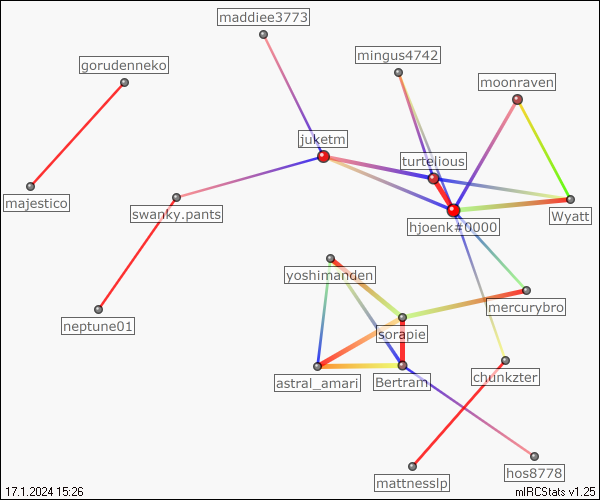 maddiee3773
mingus4742
gorudenneko
moonraven
juketm
turtelious
majestico
swanky.pants
Wyatt
hjoenk#0000
yoshimanden
mercurybro
neptune01
sorapie
astral_amari
Bertram
chunkzter
hos8778
mattnesslp
17.1.2024 15:26
mIRCStats v1.25